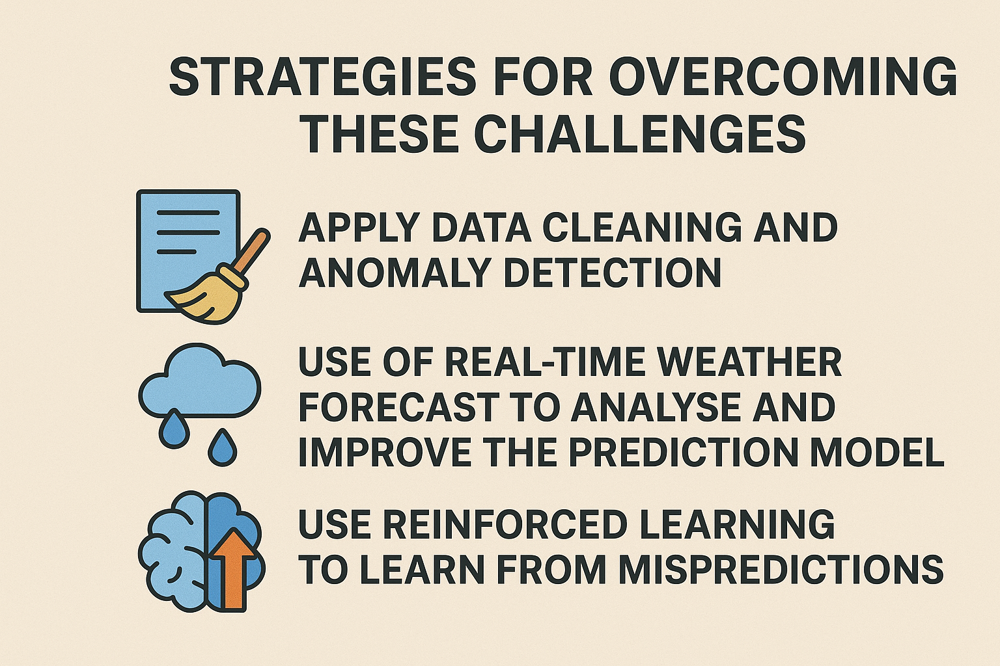 STRATEGIES FOR OVERCOMING
THESE CHALLENGES
APPLY DATA CLEANING AND
ANOMALY DETECTION
USE OF REAL-TIME WEATHER
FORECAST TO ANALYSE AND
IMPROVE THE PREDICTION MODEL
USE REINFORCED LEARNING
TO LEARN FROM MISPREDICTIONS